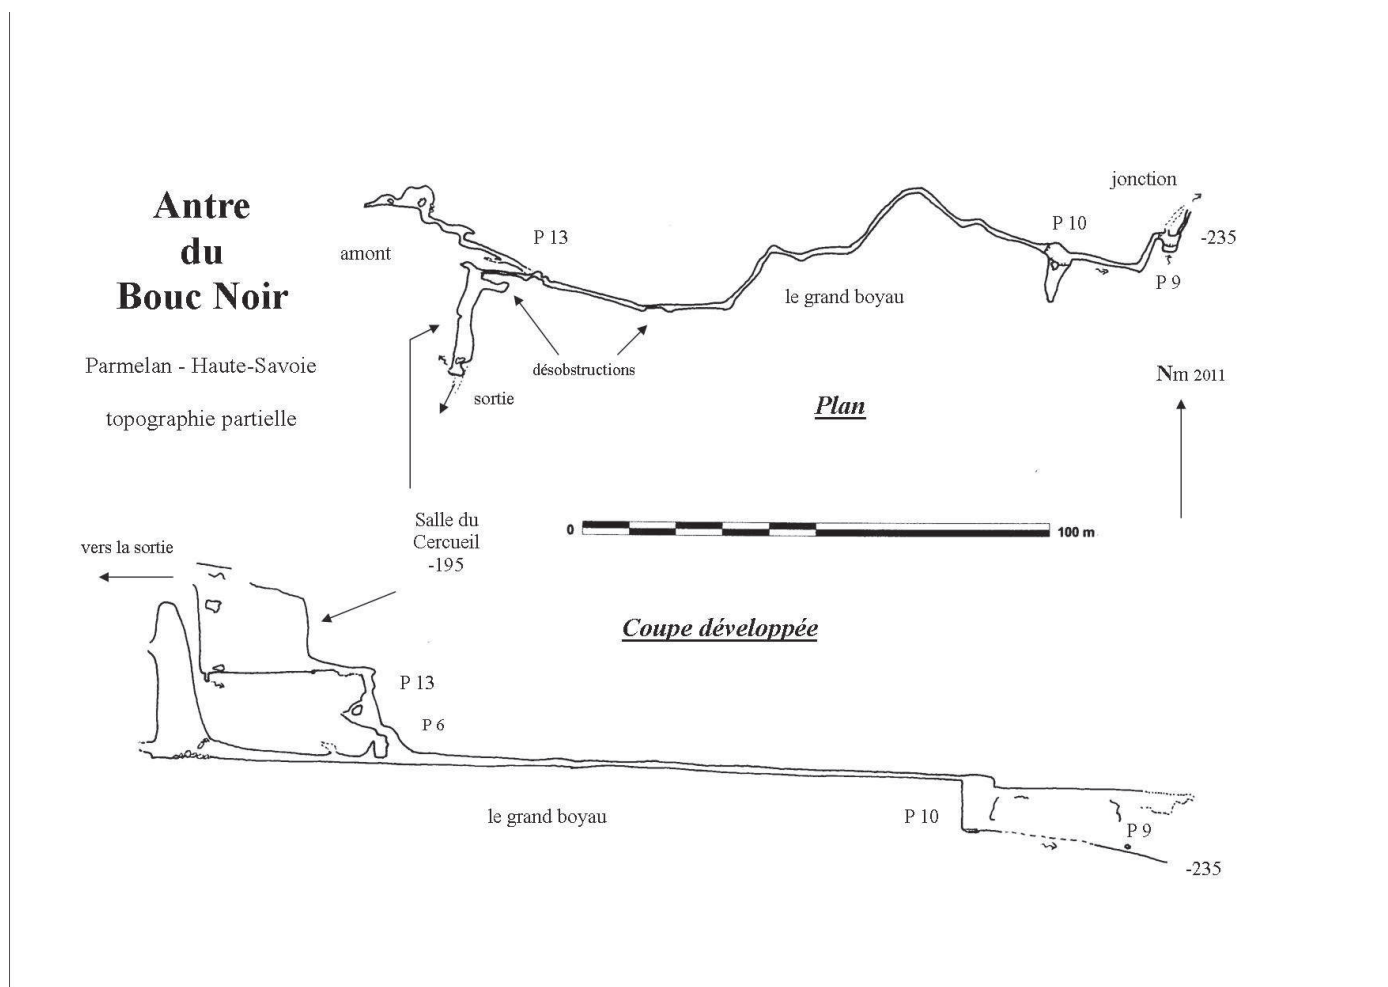 Antre
du
Bouc Noir
Parmelan - Haute-Savoie
topographie partielle
jonction
P 13
P 10
-235
amont
P 9
le grand boyau
désobstructions
sortie
Nm 2011
Plan
Salle du
Cercueil
-195
0
100 m
vers la sortie
Coupe développée
P 13
P 6
le grand boyau
P 10
P 9
-235